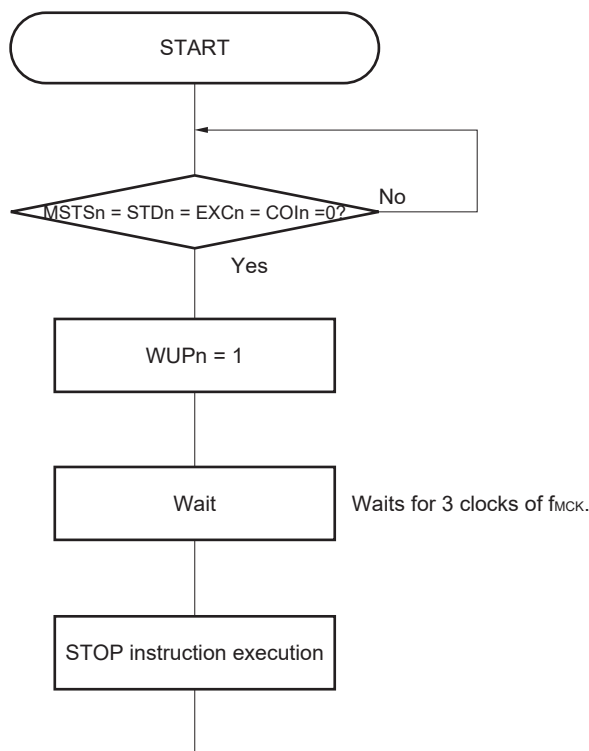 START
MSTSn = STDn = EXCn = COIn =0?
No
Yes
WUPn = 1
Wait
Waits for 3 clocks of fMCK.
STOP instruction execution